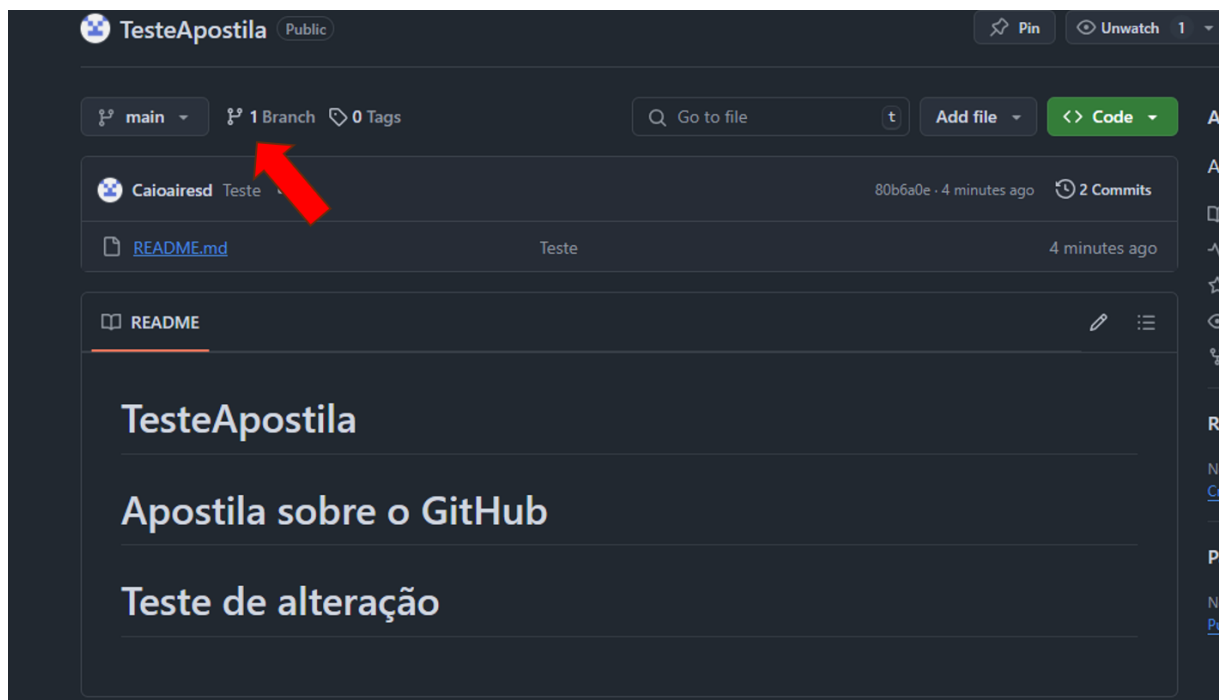 TesteApostila Public Pin Unwatch 1
main 1 Branch 0 Tags Go to file t Add file Code
Caioairesd Teste 80b6a0e · 4 minutes ago 2 Commits
README.md Teste 4 minutes ago
README
TesteApostila
Apostila sobre o GitHub
Teste de alteração